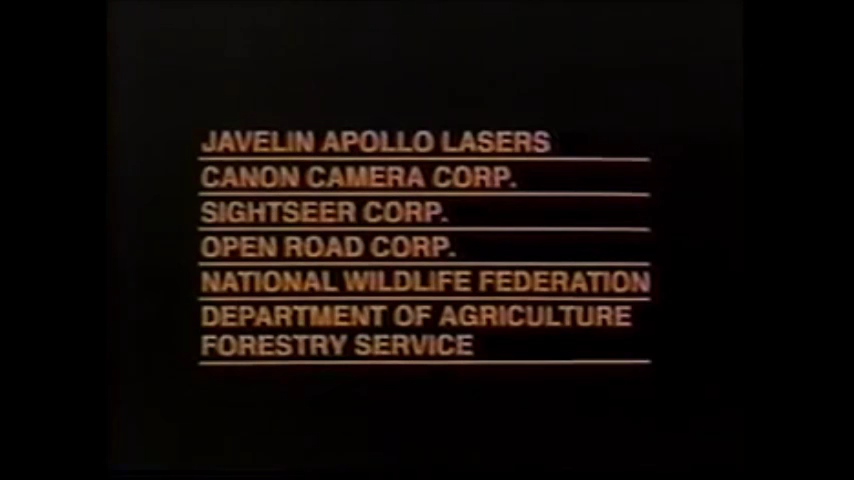 JAVELIN APOLLO LASERS
CANON CAMERA CORP.
SIGHTSEER CORP.
OPEN ROAD CORP.
NATIONAL WILDLIFE FEDERATION
DEPARTMENT OF AGRICULTURE
FORESTRY SERVICE